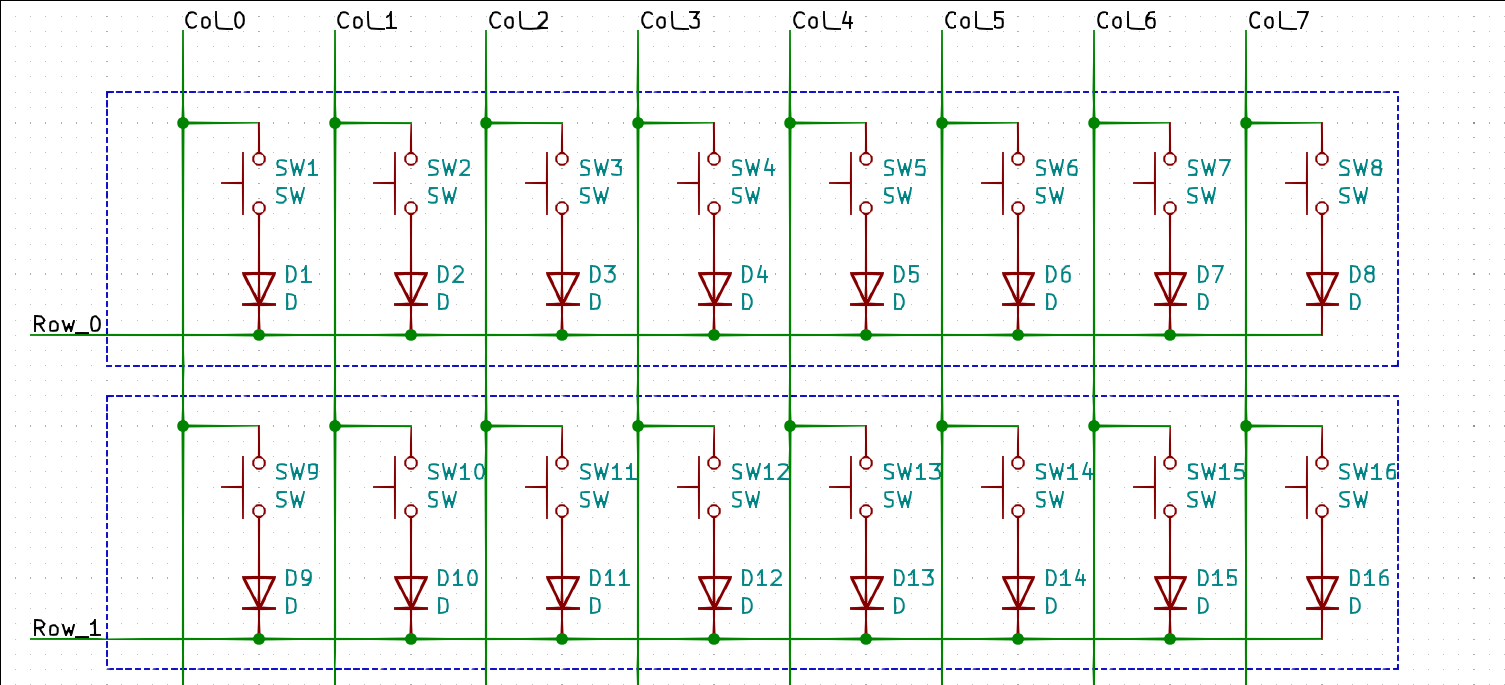 Col_0 Col_1 Col_2 Col_3 Col_4 Col_5 Col_6 Col_7
SW1 SW2 SW3 SW4 SW5 SW6 SW7 SW8
SW SW SW SW SW SW SW SW
D1 D2 D3 D4 D5 D6 D7 D8
D D D D D D D D
Row_0
SW9 SW10 SW11 SW12 SW13 SW14 SW15 SW16
SW SW SW SW SW SW SW SW
D9 D10 D11 D12 D13 D14 D15 D16
D D D D D D D D
Row_1